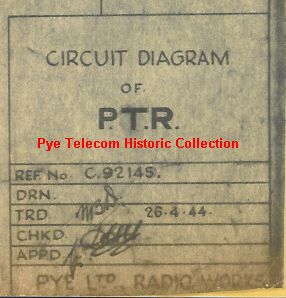 CIRCUIT DIAGRAM
OF
P.T.R.
Pye Telecom Historic Collection
REF. No. C.92145.
DRN.
TRD. 26.4.44.
CHKD.
APPD.
PYE LTD. RADIO WORKS